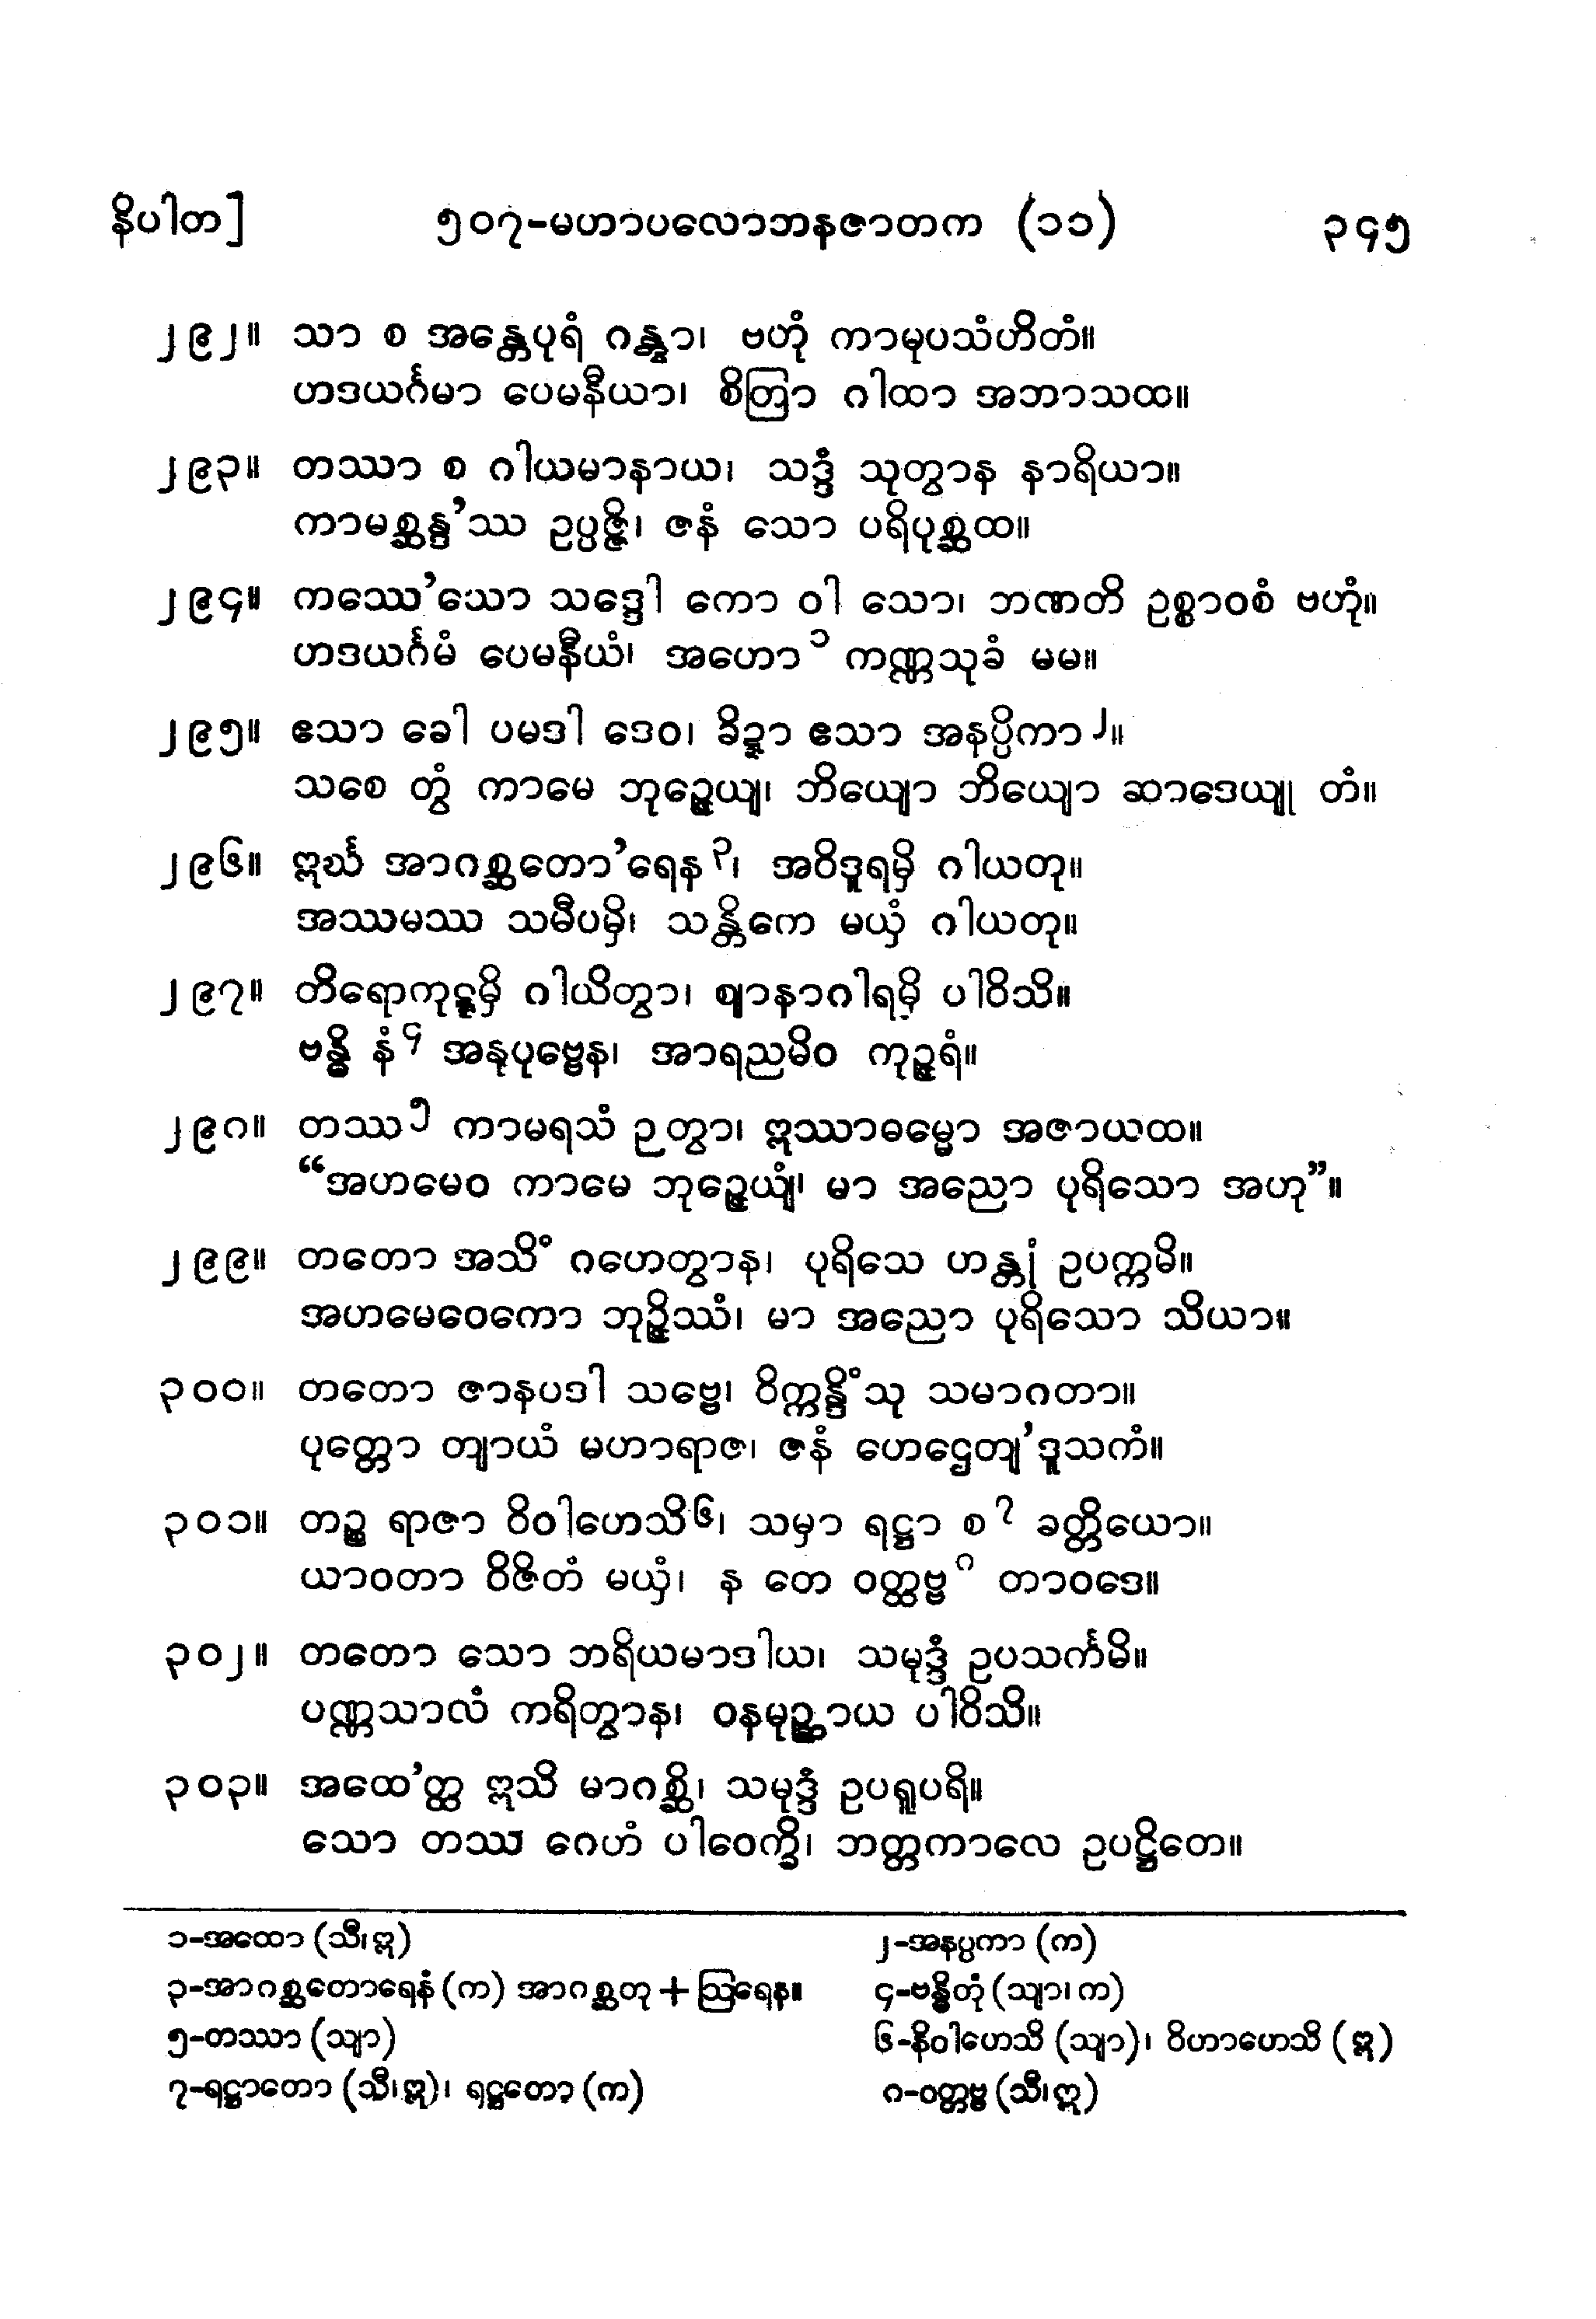 နိပါတ]
၅၀၇-မဟာပလောဘနဇာတက (၁၁)
၃၄၅
၂၉၂။ သာ စ အန္တေပုရံ ဂန္တွာ၊ ဗဟုံ ကာမုပသံဟိတံ။
ဟဒယင်္ဂမာ ပေမနီယာ၊ စိတြာ ဂါထာ အဘာသထ။
၂၉၃။ တဿာ စ ဂါယမာနာယ၊ သဒ္ဒံ သုတွာန နာရိယာ။
ကာမစ္ဆန္ဒ’ဿ ဥပ္ပဇ္ဇိ၊ ဇနံ သော ပရိပုစ္ဆထ။
၂၉၄။ ကဿေ’သော သဒ္ဒေါ ကော ဝါ သော၊ ဘဏတိ ဥစ္စာဝစံ ဗဟုံ။
ဟဒယင်္ဂမံ ပေမနီယံ၊ အဟော ၁ ကဏ္ဏသုခံ မမ။
၂၉၅။ ဧသာ ခေါ ပမဒါ ဒေဝ၊ ခိဍ္ဍာ ဧသာ အနပ္ပိကာ ၂။
သစေ တွံ ကာမေ ဘုဉ္ဇေယျ၊ ဘိယျော ဘိယျော ဆာဒေယျု တံ။
၂၉၆။ ဣင်္ဃ အာဂစ္ဆတော’ရေန ၃၊ အဝိဒူရမှိ ဂါယတု။
အဿမဿ သမီပမှိ၊ သန္တိကေ မယှံ ဂါယတု။
၂၉၇။ တိရောကုဋ္ဋမှိ ဂါယိတွာ၊ ဈာနာဂါရမှိ ပါဝိသိ။
ဗန္ဓိ နံ ၄ အနုပုဗ္ဗေန၊ အာရညမိဝ ကုဉ္ဇရံ။
၂၉၈။ တဿ ၅ ကာမရသံ ဉတွာ၊ ဣဿာဓမ္မော အဇာယထ။
“အဟမေဝ ကာမေ ဘုဉ္ဇေယျံ၊ မာ အညော ပုရိသော အဟု”။
၂၉၉။ တတော အသိံ ဂဟေတွာန၊ ပုရိသေ ဟန္တုံ ဥပက္ကမိ။
အဟမေဝေကော ဘုဉ္ဇိဿံ၊ မာ အညော ပုရိသော သိယာ။
၃၀၀။ တတော ဇာနပဒါ သဗ္ဗေ၊ ဝိက္ကန္ဒိံသု သမာဂတာ။
ပုတ္တော တျာယံ မဟာရာဇ၊ ဇနံ ဟေဌေတျ’ဒူသကံ။
၃၀၁။ တဉ္စ ရာဇာ ဝိဝါဟေသိ ၆၊ သမှာ ရဋ္ဌာ စ ၇ ခတ္တိယော။
ယာဝတာ ဝိဇိတံ မယှံ၊ န တေ ဝတ္ထဗ္ဗ ၈ တာဝဒေ။
၃၀၂။ တတော သော ဘရိယမာဒါယ၊ သမုဒ္ဒံ ဥပသင်္ကမိ။
ပဏ္ဏသာလံ ကရိတွာန၊ ဝနမုဉ္ဆာယ ပါဝိသိ။
၃၀၃။ အထေ’တ္ထ ဣသိ မာဂစ္ဆိ၊ သမုဒ္ဒံ ဥပရူပရိ။
သော တဿ ဂေဟံ ပါဝေက္ခိ၊ ဘတ္တကာလေ ဥပဋ္ဌိတေ။
၁-အထော (သီ၊ ဣ)
၂-အနပ္ပကာ (က)
၃-အာဂစ္ဆတောရေနံ (က) အာဂစ္ဆတု + ဩရေန။
၄-ဗန္ဓိတုံ (သျာ၊ က)
၅-တဿာ (သျာ)
၆-နိဝါဟေသိ (သျာ)၊ ဝိဟာဟေသိ (ဣ)
၇-ရဋ္ဌာတော (သီ၊ ဣ)၊ ရဋ္ဌတော (က)
၈-ဝတ္တဗ္ဗ (သီ၊ ဣ)